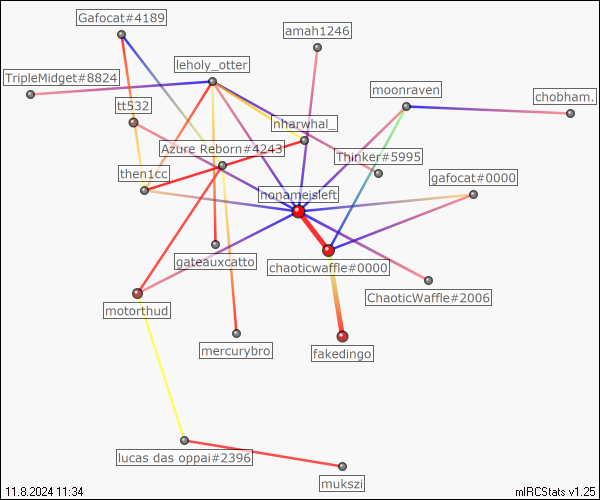 Gafocat#4189
amah1246
leholy_otter
TripleMidget#8824
moonraven
chobham.
tt532
nharwhal_
Azure Reborn#4243
Thinker#5995
then1cc
gafocat#0000
nonameisleft
gateauxcatto
chaoticwaffle#0000
ChaoticWaffle#2006
motorthud
mercurybro
fakedingo
lucas das oppai#2396
mukszi
11.8.2024 11:34
mIRCStats v1.25